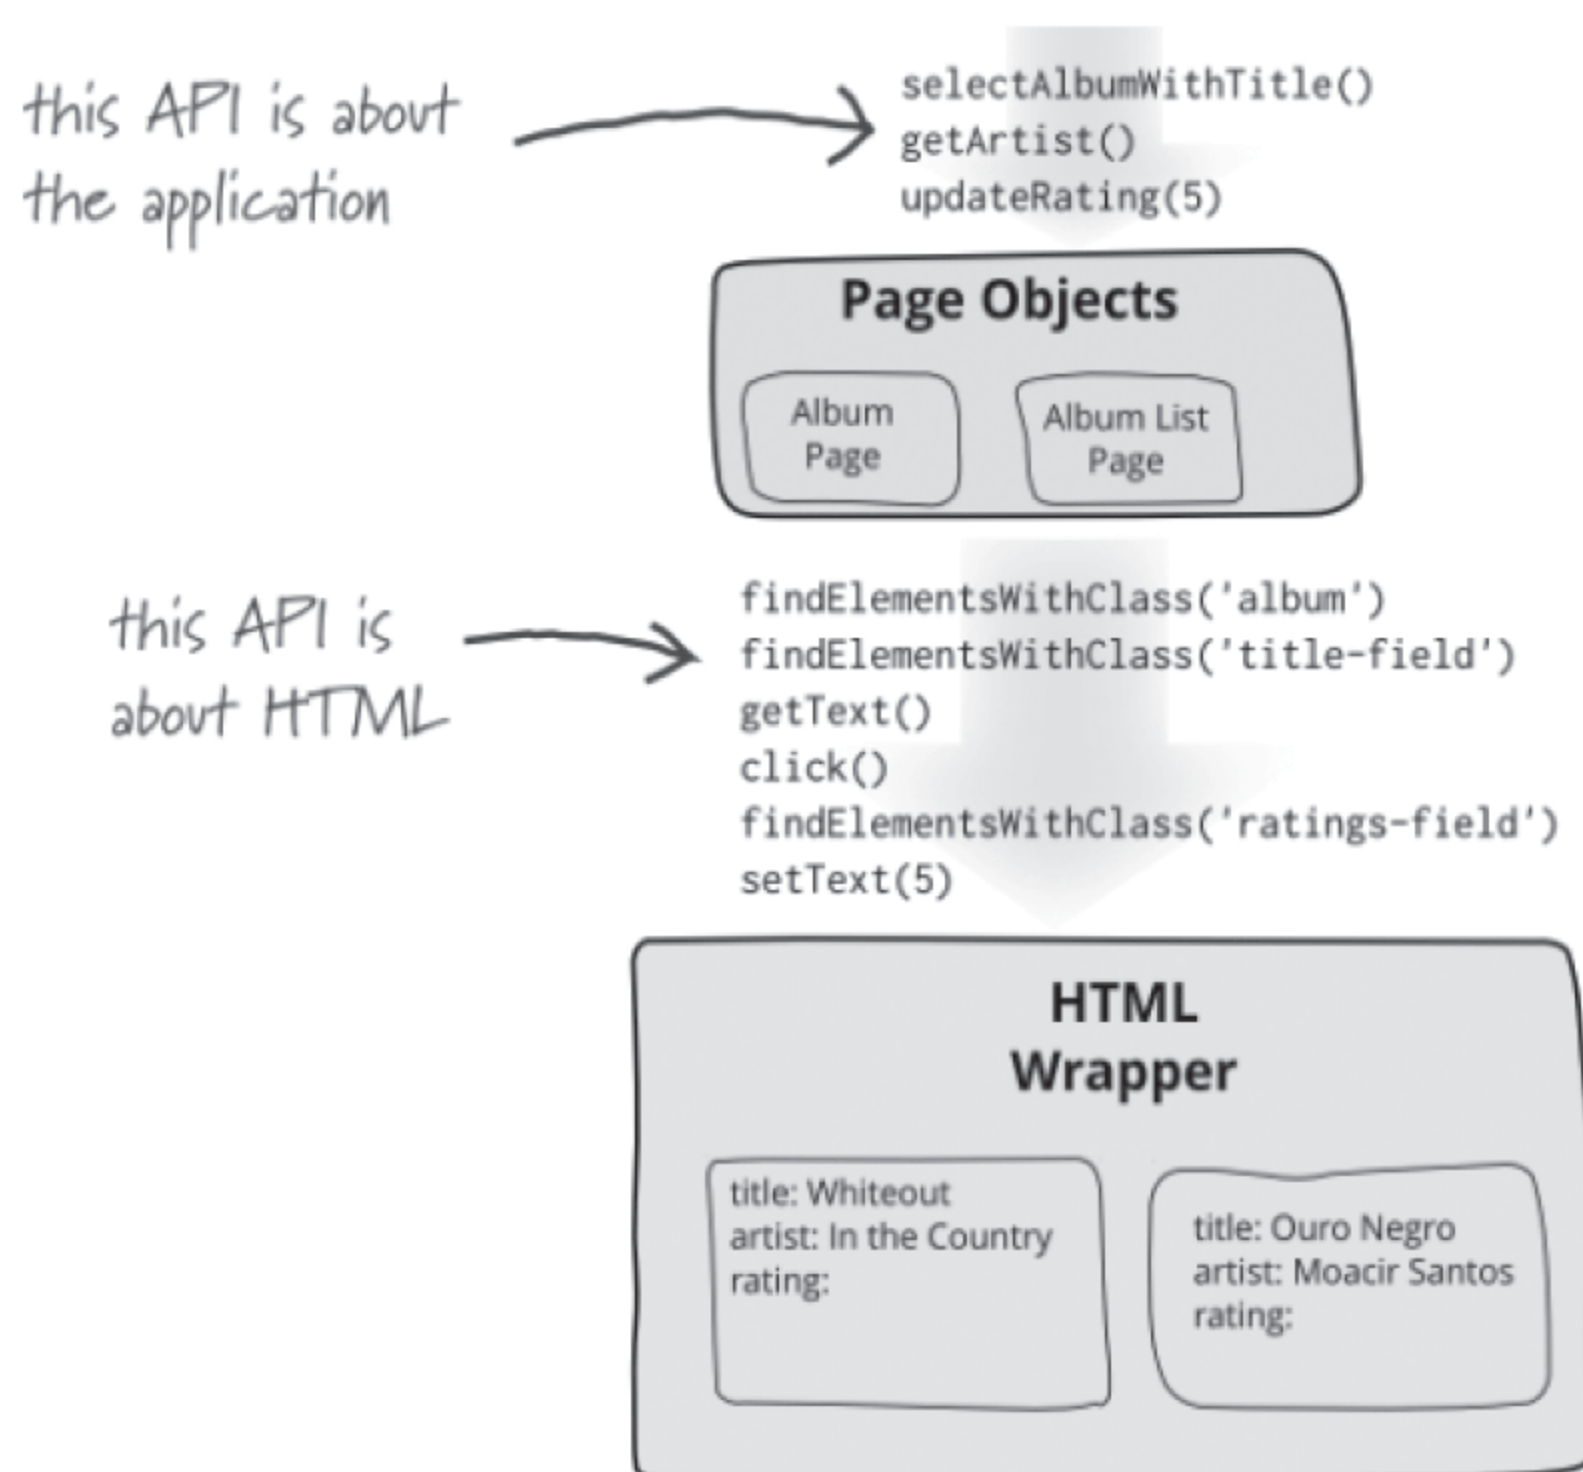 this API is about
the application
selectAlbumWithTitle()
getArtist()
updateRating(5)
Page Objects
Album
Page
Album List
Page
this API is
about HTML
findElementsWithClass('album')
findElementsWithClass('title-field')
getText()
click()
findElementsWithClass('ratings-field')
setText(5)
HTML
Wrapper
title: Whiteout
artist: In the Country
rating:
title: Ouro Negro
artist: Moacir Santos
rating: